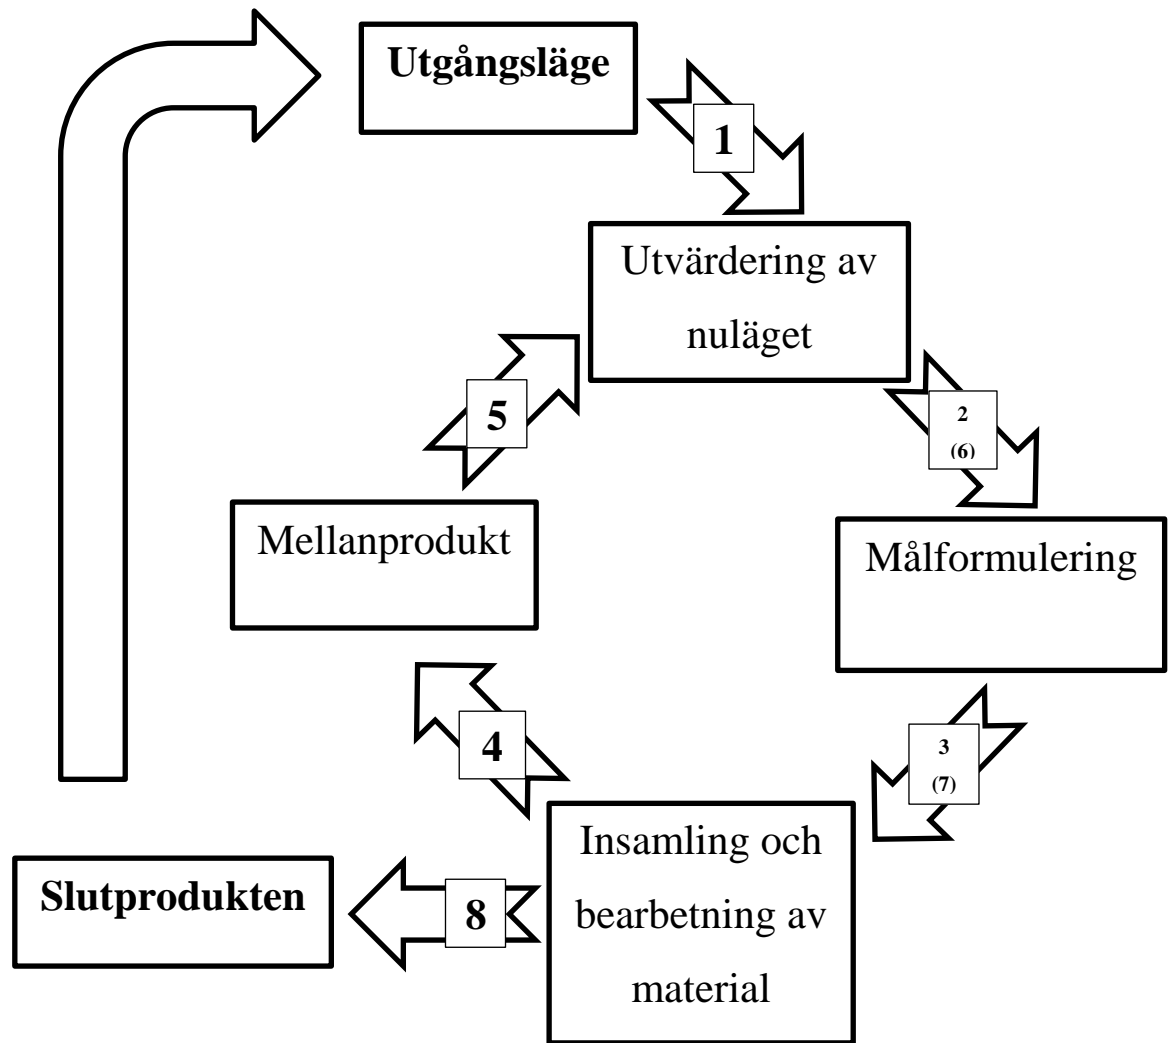 Utgångsläge
1
Utvärdering av
nuläget
5
2
(6)
Mellanprodukt
Målformulering
4
3
(7)
Insamling och
bearbetning av
material
8
Slutprodukten